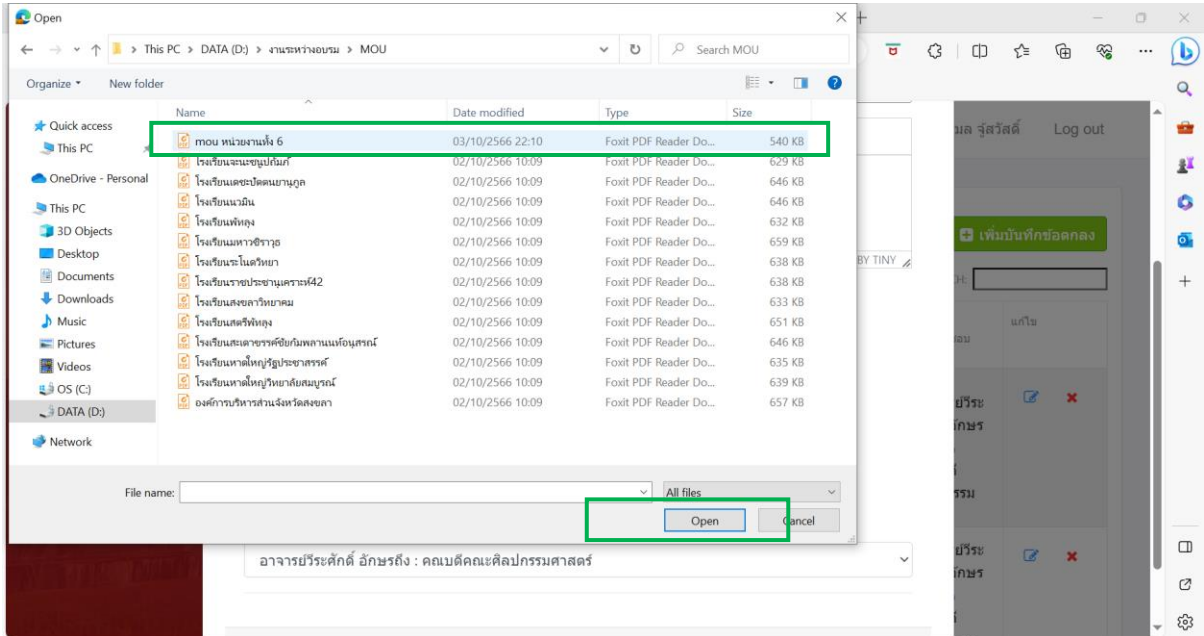 Open
This PC > DATA (D:) > งานระหว่างอบรม > MOU
Search MOU
Organize
New folder
Name Date modified Type Size
Quick access
This PC
OneDrive - Personal
This PC
3D Objects
Desktop
Documents
Downloads
Music
Pictures
Videos
OS (C:)
DATA (D:)
Network
mou หน่วยงานทั้ง 6 03/10/2566 22:10 Foxit PDF Reader Do... 540 KB
โรงเรียนจะนะชนูปถัมภ์ 02/10/2566 10:09 Foxit PDF Reader Do... 629 KB
โรงเรียนเดชะปัตตนยานุกูล 02/10/2566 10:09 Foxit PDF Reader Do... 646 KB
โรงเรียนนวมิน 02/10/2566 10:09 Foxit PDF Reader Do... 646 KB
โรงเรียนพัทลุง 02/10/2566 10:09 Foxit PDF Reader Do... 632 KB
โรงเรียนมหาวชิราวุธ 02/10/2566 10:09 Foxit PDF Reader Do... 659 KB
โรงเรียนระโนดวิทยา 02/10/2566 10:09 Foxit PDF Reader Do... 638 KB
โรงเรียนราชประชานุเคราะห์42 02/10/2566 10:09 Foxit PDF Reader Do... 638 KB
โรงเรียนสงขลาวิทยาคม 02/10/2566 10:09 Foxit PDF Reader Do... 633 KB
โรงเรียนสตรีพัทลุง 02/10/2566 10:09 Foxit PDF Reader Do... 651 KB
โรงเรียนสะเดาขรรค์ชัยกัมพลานนท์อนุสรณ์ 02/10/2566 10:09 Foxit PDF Reader Do... 646 KB
โรงเรียนหาดใหญ่รัฐประชาสรรค์ 02/10/2566 10:09 Foxit PDF Reader Do... 635 KB
โรงเรียนหาดใหญ่วิทยาลัยสมบูรณ์ 02/10/2566 10:09 Foxit PDF Reader Do... 639 KB
องค์การบริหารส่วนจังหวัดสงขลา 02/10/2566 10:09 Foxit PDF Reader Do... 657 KB
File name:
All files
Open Cancel
Log out
เพิ่มบันทึกข้อตกลง
BY TINY
CH:
แก้ไข
ย์วีระ
ักษร
รรม
ย์วีระ
ักษร
อาจารย์วีระศักดิ์ อักษรถึง : คณบดีคณะศิลปกรรมศาสตร์